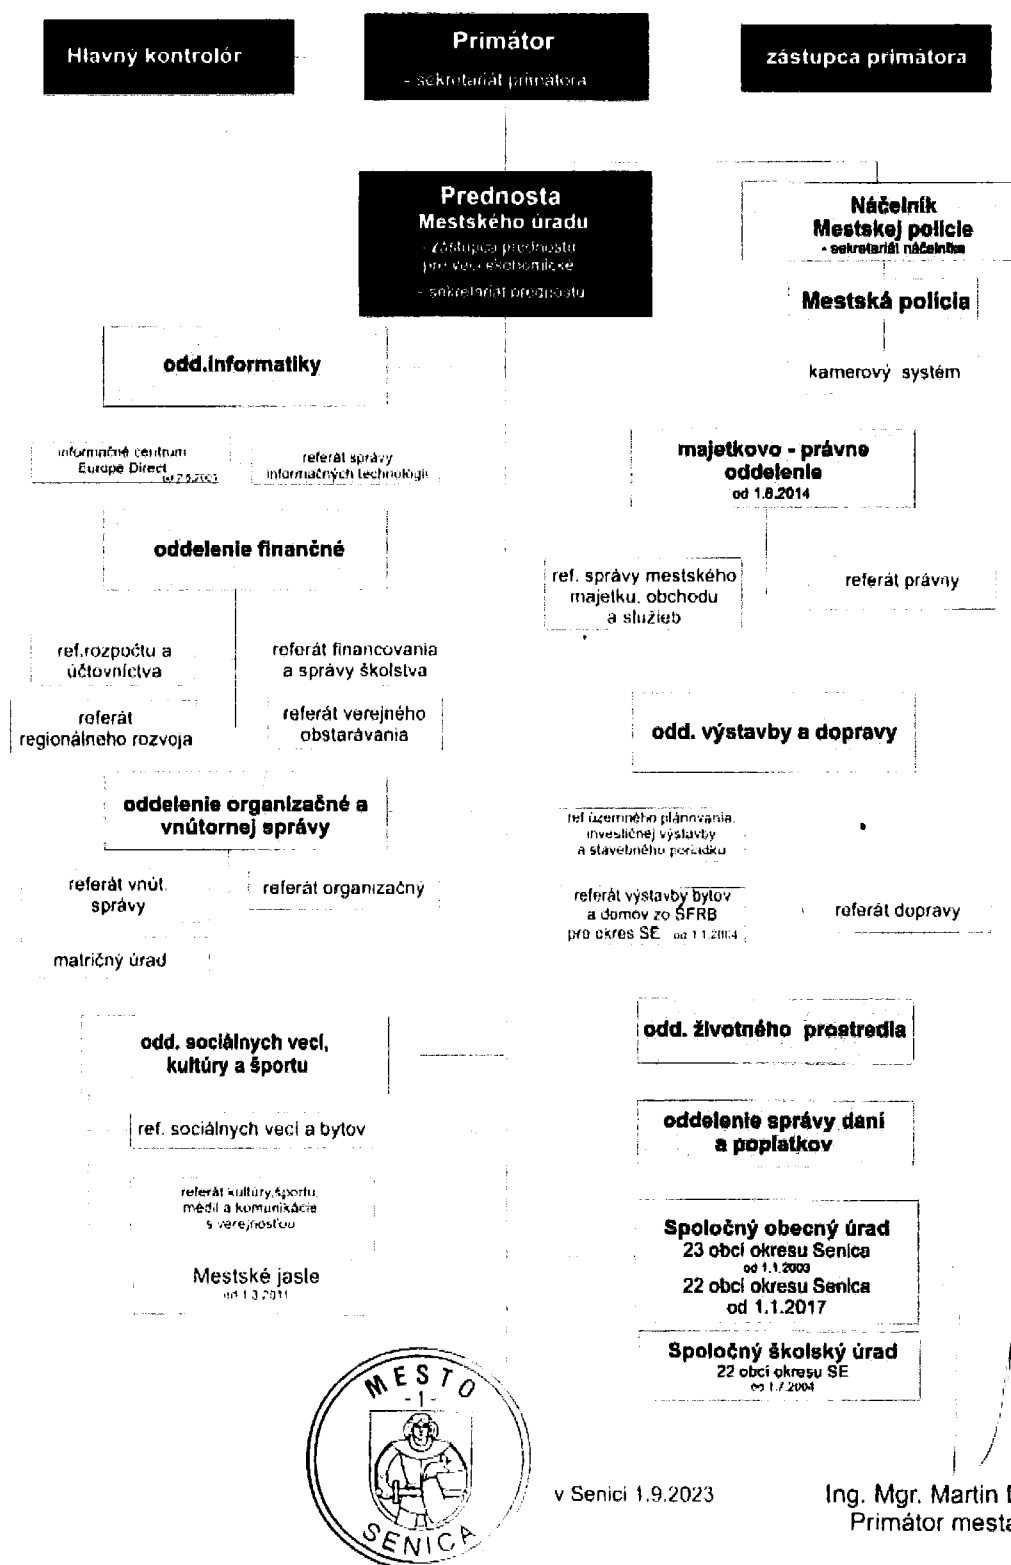 Hlavný kontrolór
Primátor
- sekretariát primátora
zástupca primátora
Prednosta
Mestského úradu
- zástupca prednostu
pre veci ekonomické
- sekretariát prednostu
Náčelník
Mestskej polície
- sekretariát náčelníka
Mestská polícia
kamerový systém
odd.informatiky
informačné centrum
Europe Direct
referát správy
informačných technológií
majetkovo - právne
oddelenie
od 1.6.2014
oddelenie finančné
ref. správy mestského
majetku, obchodu
a služieb
referát právny
ref.rozpočtu a
účtovníctva
referát financovania
a správy školstva
referát
regionálneho rozvoja
referát verejného
obstarávania
odd. výstavby a dopravy
oddelenie organizačné a
vnútornej správy
ref územného plánovania,
investičnej výstavby
a stavebného poriadku
referát vnút.
správy
referát organizačný
referát výstavby bytov
a domov zo ŠFRB
pre okres SE od 1.1.2004
referát dopravy
matričný úrad
odd. sociálnych vecí,
kultúry a športu
odd. životného prostredia
ref. sociálnych vecí a bytov
oddelenie správy daní
a poplatkov
referát kultúry,športu,
médií a komunikácie
s verejnosťou
Mestské jasle
od 1.3.2011
Spoločný obecný úrad
23 obcí okresu Senica
od 1.1.2003
22 obcí okresu Senica
od 1.1.2017
Spoločný školský úrad
22 obcí okresu SE
od 1.7.2004
MESTO
-1-
SENICA
v Senici 1.9.2023
Ing. Mgr. Martin
Primátor mesta